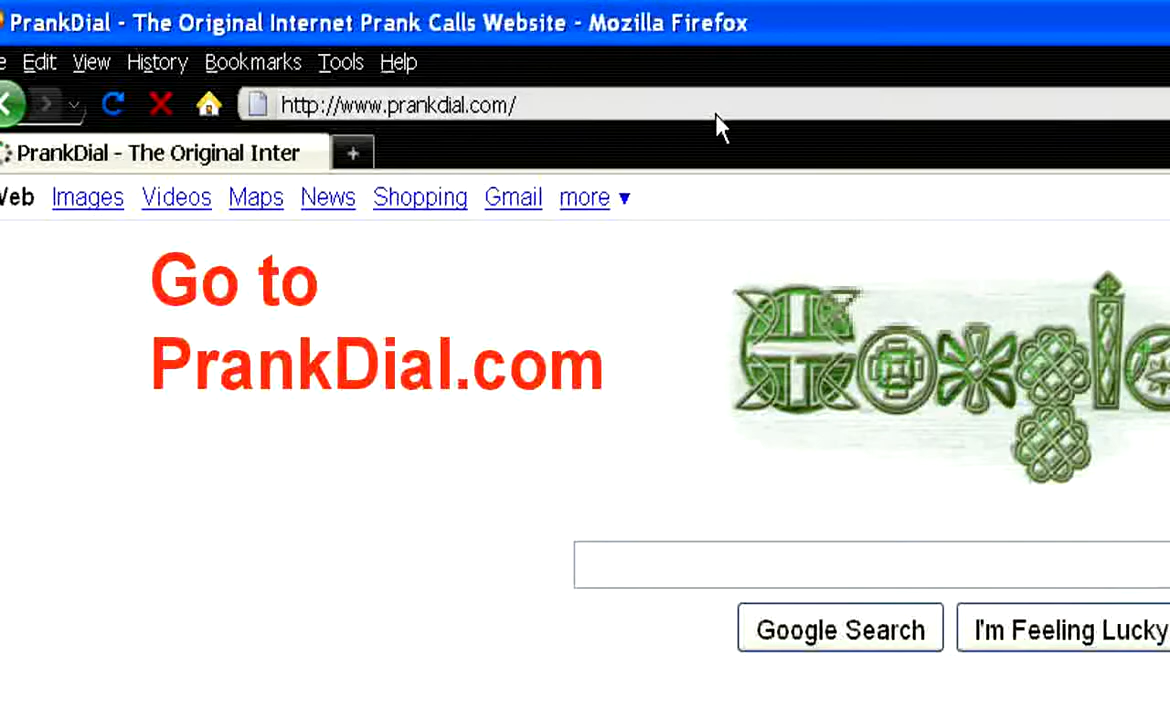 PrankDial - The Original Internet Prank Calls Website - Mozilla Firefox
Edit View History Bookmarks Tools Help
http://www.prankdial.com/
PrankDial - The Original Inter
Web Images Videos Maps News Shopping Gmail more ▼
Go to
PrankDial.com
Google
Google Search I'm Feeling Lucky